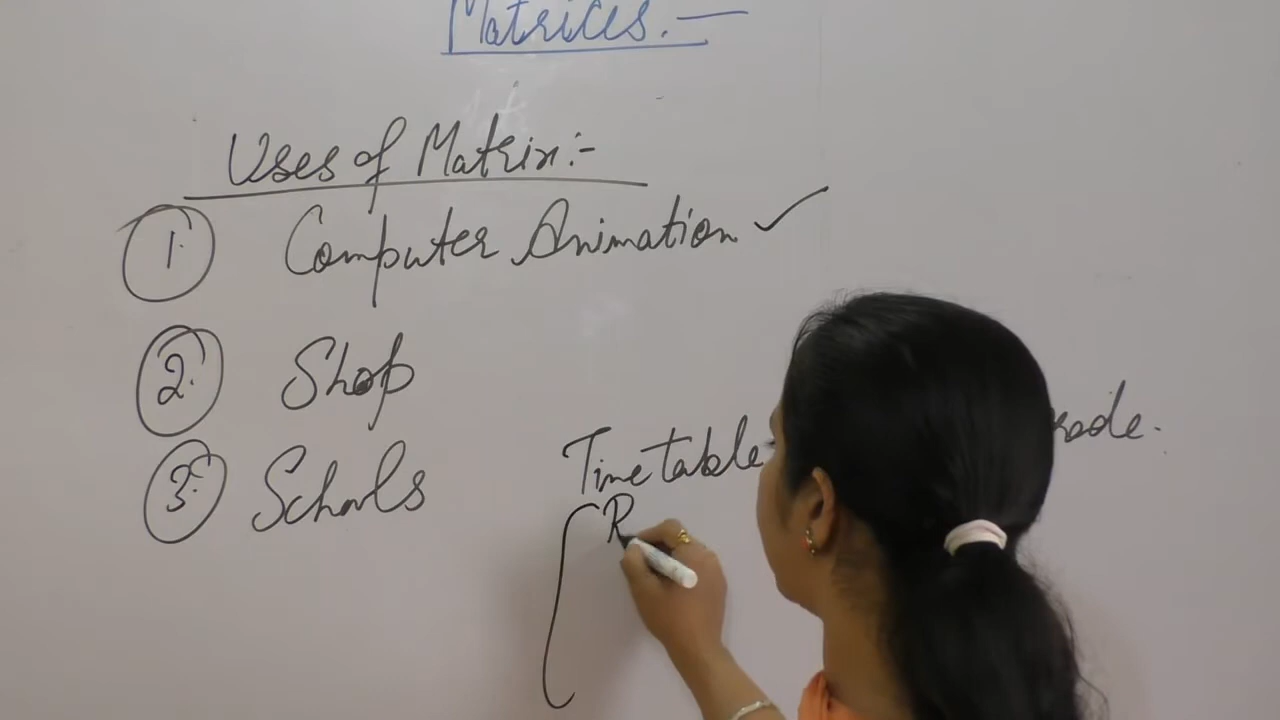 Matrices.-
Uses of Matrix:-
1. Computer Animation ✓
2. Shop
3. Schools
Timetable
R